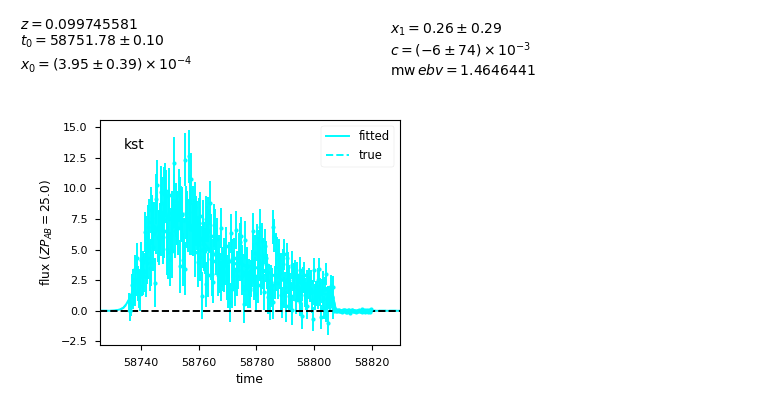 z = 0.099745581
t₀ = 58751.78 ± 0.10
x₀ = (3.95 ± 0.39) × 10⁻⁴
x₁ = 0.26 ± 0.29
c = (−6 ± 74) × 10⁻³
mw ebv = 1.4646441
kst
fitted
true
15.0
12.5
10.0
7.5
5.0
2.5
0.0
−2.5
flux (ZP_{AB} = 25.0)
58740 58760 58780 58800 58820
time